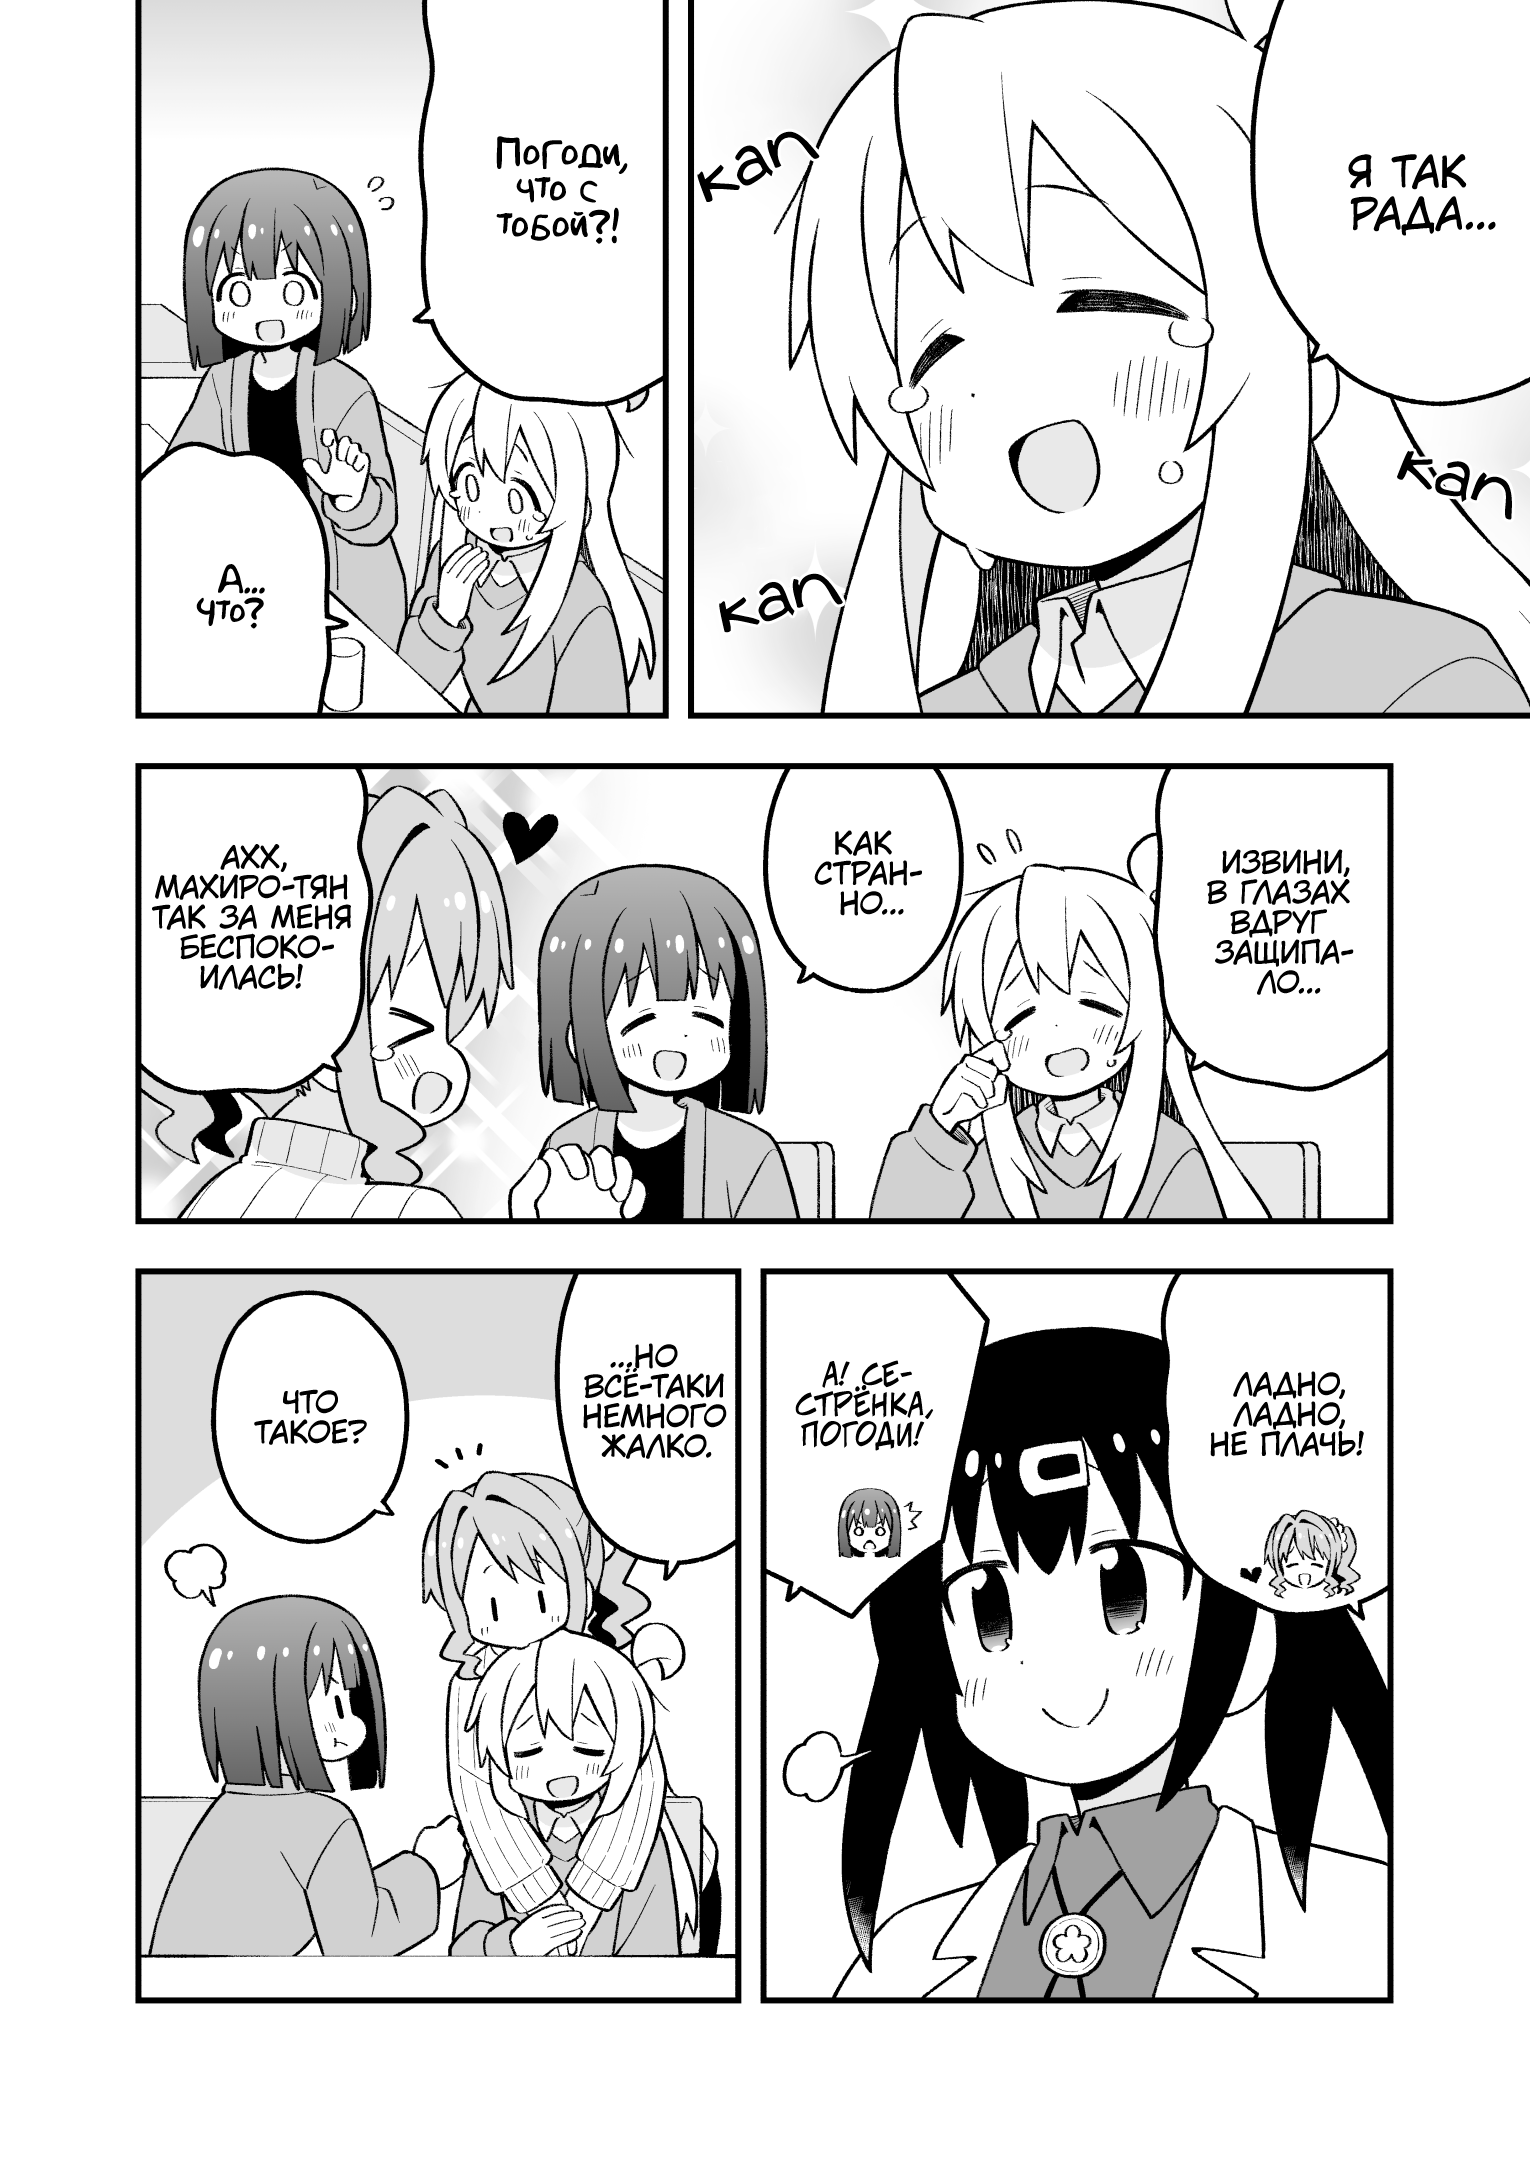 Я ТАК
РАДА...
кап
кап
кап
ПОГОДИ,
ЧТО С
ТОБОЙ?!
А...
ЧТО?
ИЗВИНИ,
В ГЛАЗАХ
ВДРУГ
ЗАЩИПА-
ЛО...
КАК
СТРАН-
НО...
АХХ,
МАХИРО-ТЯН
ТАК ЗА МЕНЯ
БЕСПОКО-
ИЛАСЬ!
ЛАДНО,
ЛАДНО,
НЕ ПЛАЧЬ!
А! СЕ-
СТРЁНКА,
ПОГОДИ!
...НО
ВСЁ-ТАКИ
НЕМНОГО
ЖАЛКО.
ЧТО
ТАКОЕ?